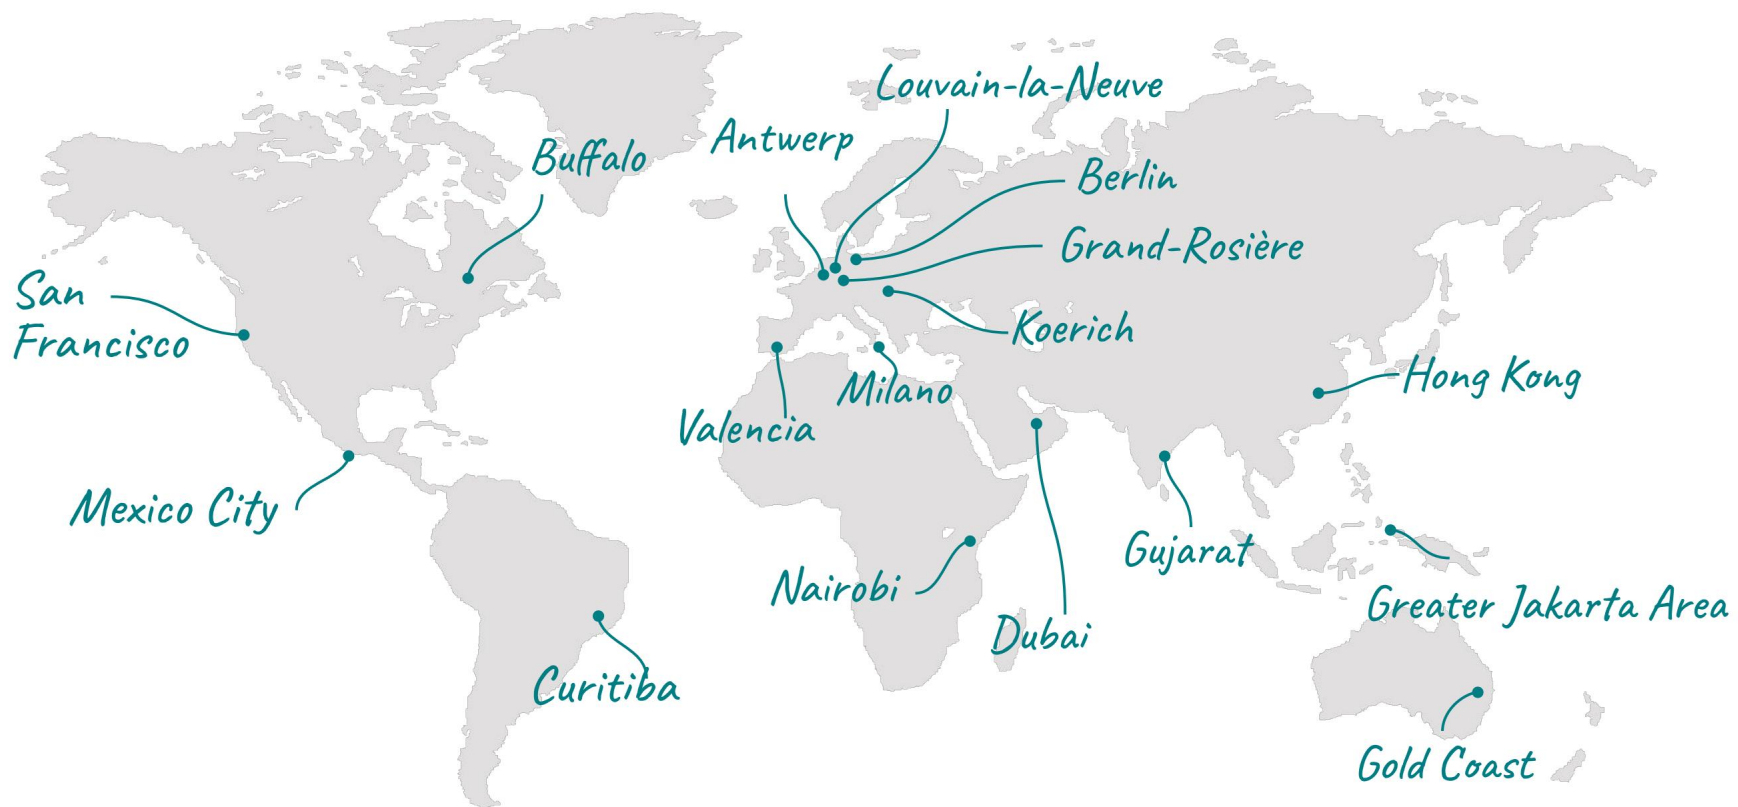 Louvain-la-Neuve
Antwerp
Buffalo
Berlin
Grand-Rosière
San
Francisco
Koerich
Hong Kong
Milano
Valencia
Mexico City
Gujarat
Nairobi
Greater Jakarta Area
Dubai
Curitiba
Gold Coast